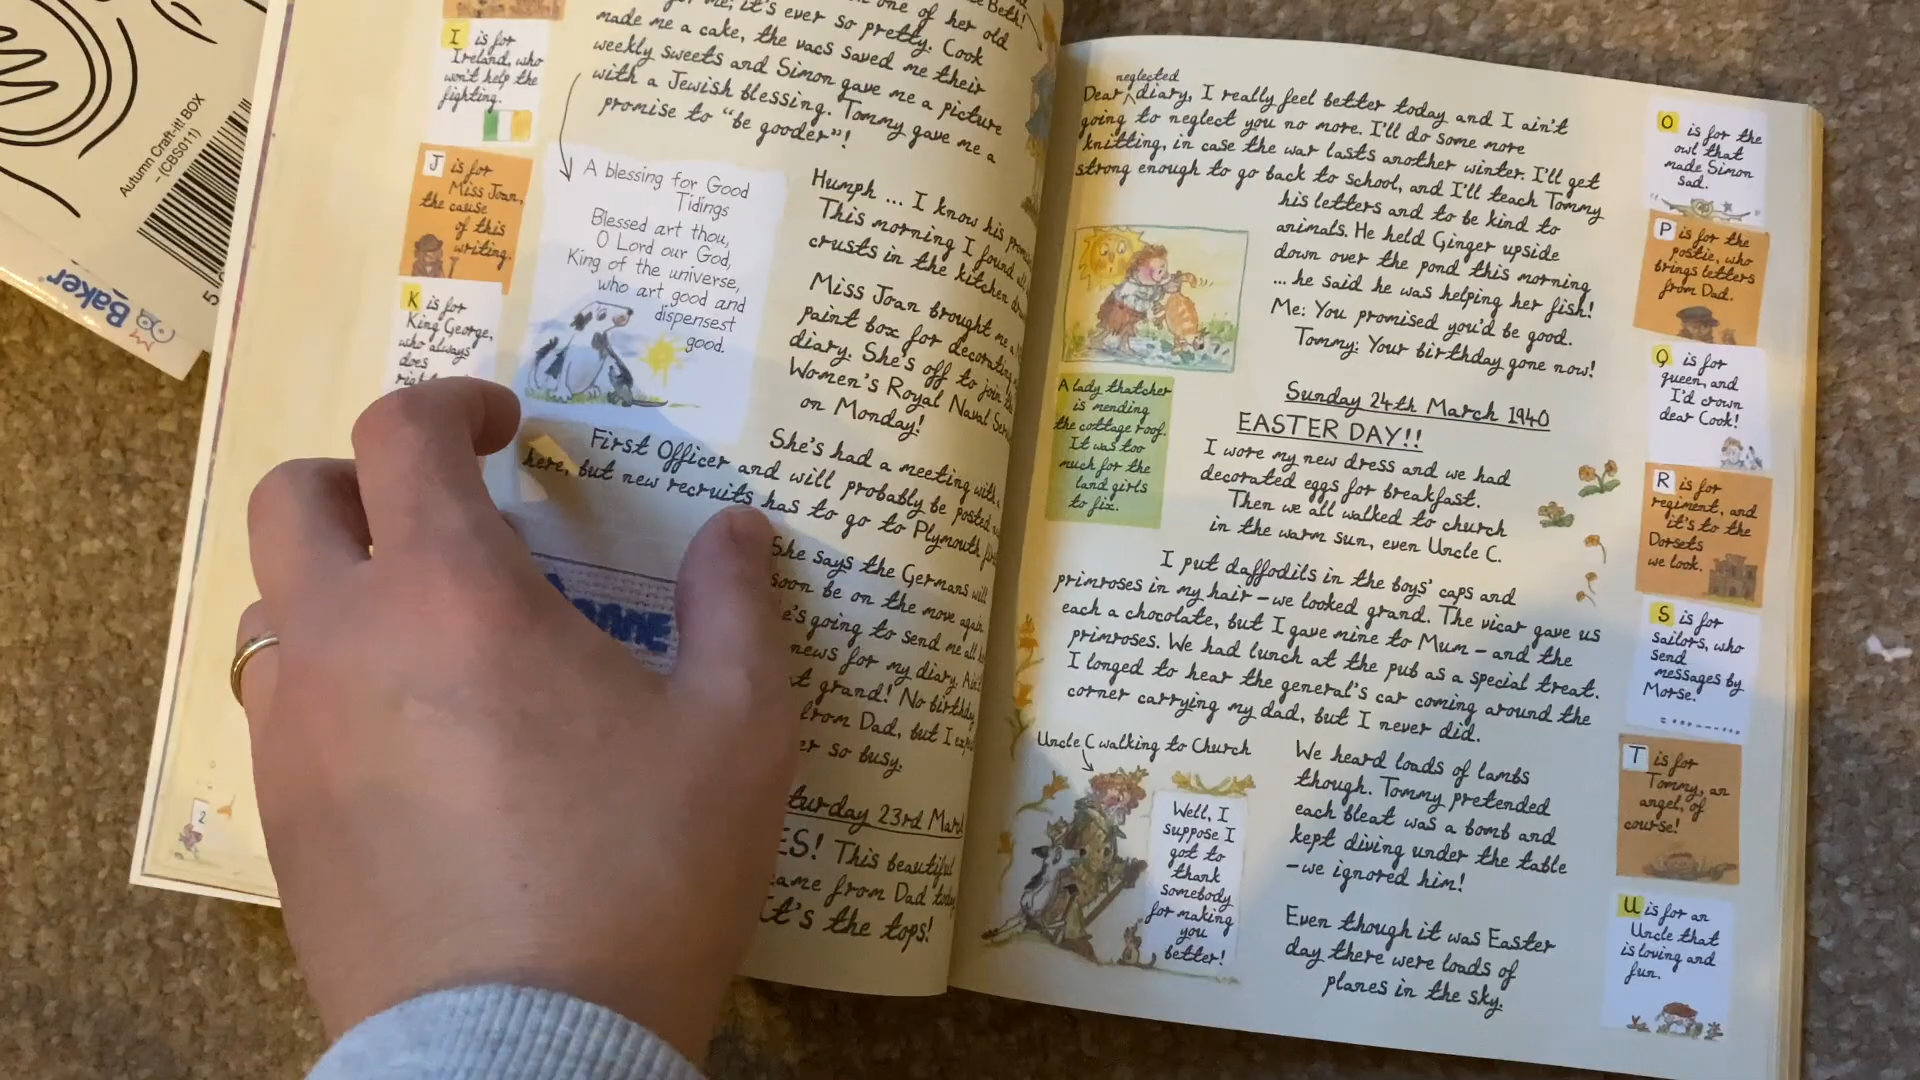 Autumn Craft-it! BOX
- (CBS011)
5
Baker
I is for
Ireland, who
won't help the
fighting.
J is for
Miss Joan,
the cause
of this
writing.
K is for
King George,
who always
does
one of her old
me; it's ever so pretty. Cook
made me a cake, the vacs saved me their
weekly sweets and Simon gave me a picture
with a Jewish blessing. Tommy gave me a
promise to "be gooder"!
A blessing for Good
Tidings
Blessed art thou,
O Lord our God,
King of the universe,
who art good and
dispensest
good.
Humph ... I know his
This morning I found
crusts in the kitchen
Miss Joan brought me
paint box for decorating
diary. She's off to join
Women's Royal Naval
on Monday!
She's had a meeting with
First Officer and will probably be posted
here, but new recruits has to go to Plymouth
She says the Germans will
soon be on the move again
going to send me all
news for my diary.
grand! No birthday
from Dad, but I
so busy.
23rd
This beautiful
came from Dad
It's the tops!
2
neglected
Dear diary, I really feel better today and I ain't
going to neglect you no more. I'll do some more
knitting, in case the war lasts another winter. I'll get
strong enough to go back to school, and I'll teach Tommy
his letters and to be kind to
animals. He held Ginger upside
down over the pond this morning
... he said he was helping her fish!
Me: You promised you'd be good.
Tommy: Your birthday gone now!
A lady thatcher
is mending
the cottage roof.
It was too
much for the
land girls
to fix.
Sunday 24th March 1940
EASTER DAY!!
I wore my new dress and we had
decorated eggs for breakfast.
Then we all walked to church
in the warm sun, even Uncle C.
I put daffodils in the boys' caps and
primroses in my hair – we looked grand. The vicar gave us
each a chocolate, but I gave mine to Mum – and the
primroses. We had lunch at the pub as a special treat.
I longed to hear the general's car coming around the
corner carrying my dad, but I never did.
Uncle C walking to Church
Well, I
suppose I
got to
thank
somebody
for making
you
better!
We heard loads of lambs
though. Tommy pretended
each bleat was a bomb and
kept diving under the table
– we ignored him!
Even though it was Easter
day there were loads of
planes in the sky.
O is for the
owl that
made Simon
sad.
P is for the
postie, who
brings letters
from Dad.
Q is for
queen, and
I'd crown
dear Cook!
R is for
regiment, and
it's to the
Dorsets
we look.
S is for
sailors, who
send
messages by
Morse.
T is for
Tommy, an
angel, of
course!
U is for an
Uncle that
is loving and
fun.